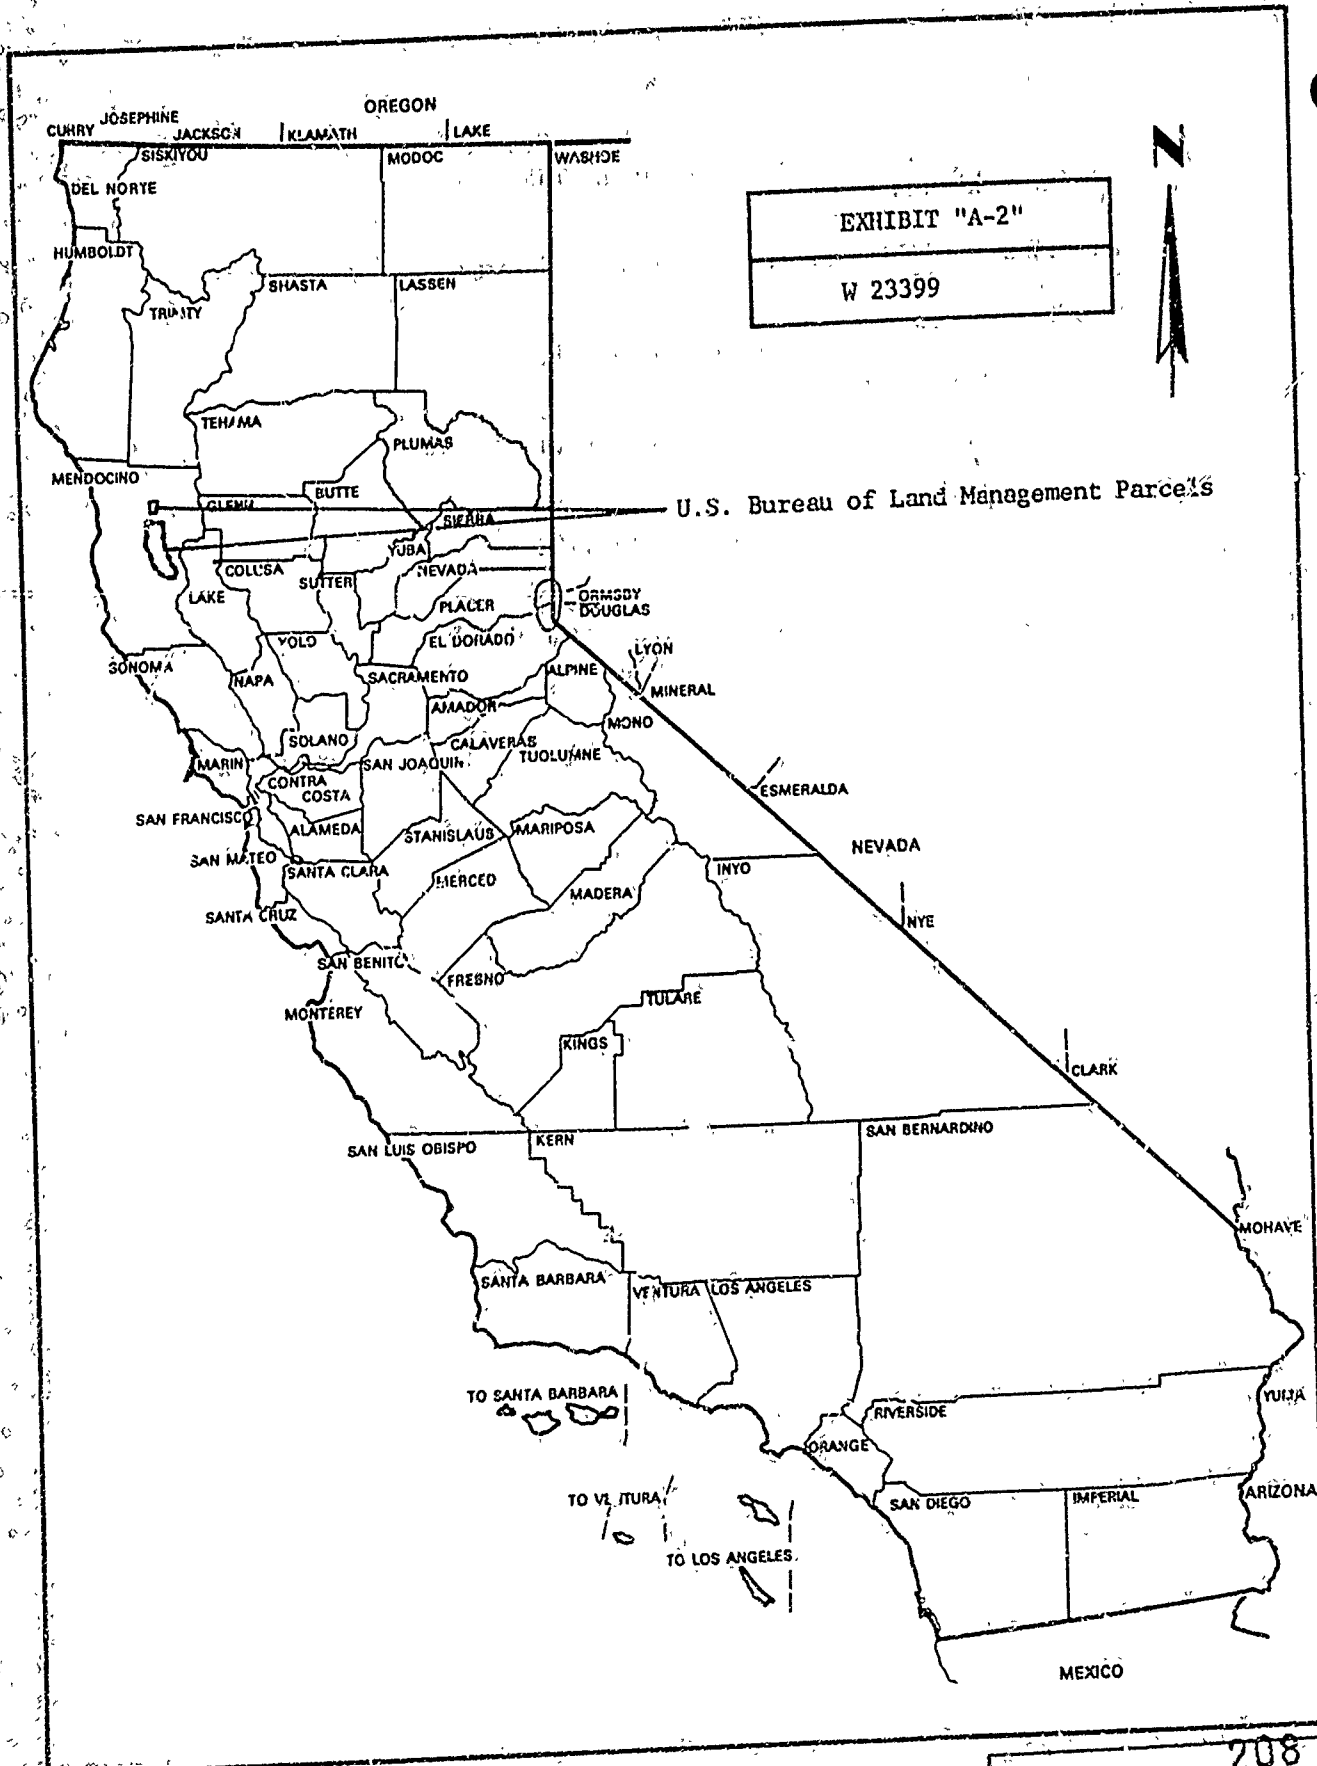 OREGON
CURRY
JOSEPHINE
JACKSON
KLAMATH
LAKE
SISKIYOU
MODOC
WASHOE
DEL NORTE
EXHIBIT "A-2"
W 23399
N
HUMBOLDT
TRINITY
SHASTA
LASSEN
TEHAMA
PLUMAS
MENDOCINO
GLENN
BUTTE
SIERRA
U.S. Bureau of Land Management Parcels
YUBA
COLUSA
SUTTER
NEVADA
LAKE
PLACER
ORMSBY
DOUGLAS
YOLO
EL DORADO
LYON
SONOMA
NAPA
SACRAMENTO
ALPINE
MINERAL
AMADOR
MONO
SOLANO
CALAVERAS
TUOLUMNE
MARIN
SAN JOAQUIN
CONTRA
COSTA
ESMERALDA
SAN FRANCISCO
ALAMEDA
STANISLAUS
MARIPOSA
NEVADA
SAN MATEO
SANTA CLARA
MERCED
MADERA
INYO
SANTA CRUZ
NYE
SAN BENITO
FRESNO
TULARE
MONTEREY
KINGS
CLARK
SAN LUIS OBISPO
KERN
SAN BERNARDINO
MOHAVE
SANTA BARBARA
VENTURA
LOS ANGELES
TO SANTA BARBARA
RIVERSIDE
YUMA
ORANGE
TO VENTURA
SAN DIEGO
IMPERIAL
ARIZONA
TO LOS ANGELES
MEXICO
208